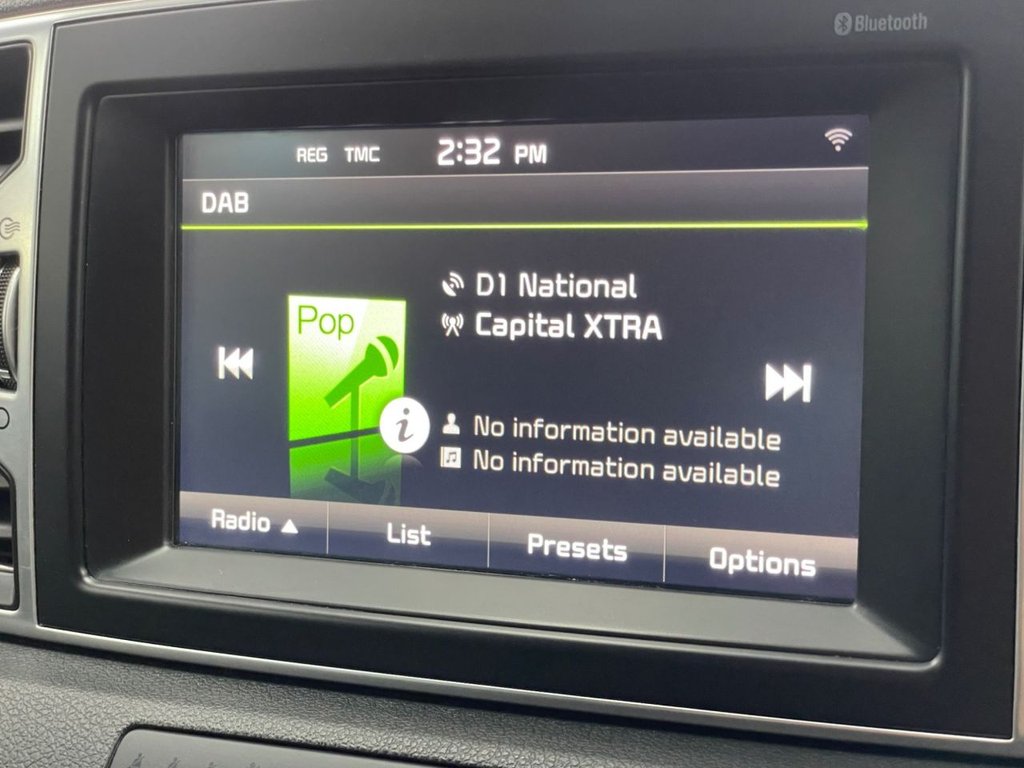 Bluetooth
REG TMC 2:32 PM
DAB
D1 National
Capital XTRA
Pop
i
No information available
No information available
Radio ▲ List Presets Options